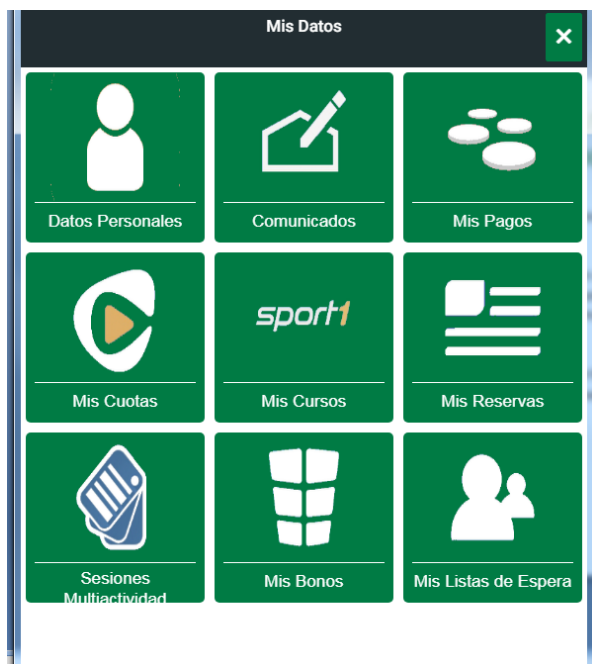 Mis Datos
Datos Personales
Comunicados
Mis Pagos
Mis Cuotas
sport1
Mis Cursos
Mis Reservas
Sesiones
Multiactividad
Mis Bonos
Mis Listas de Espera